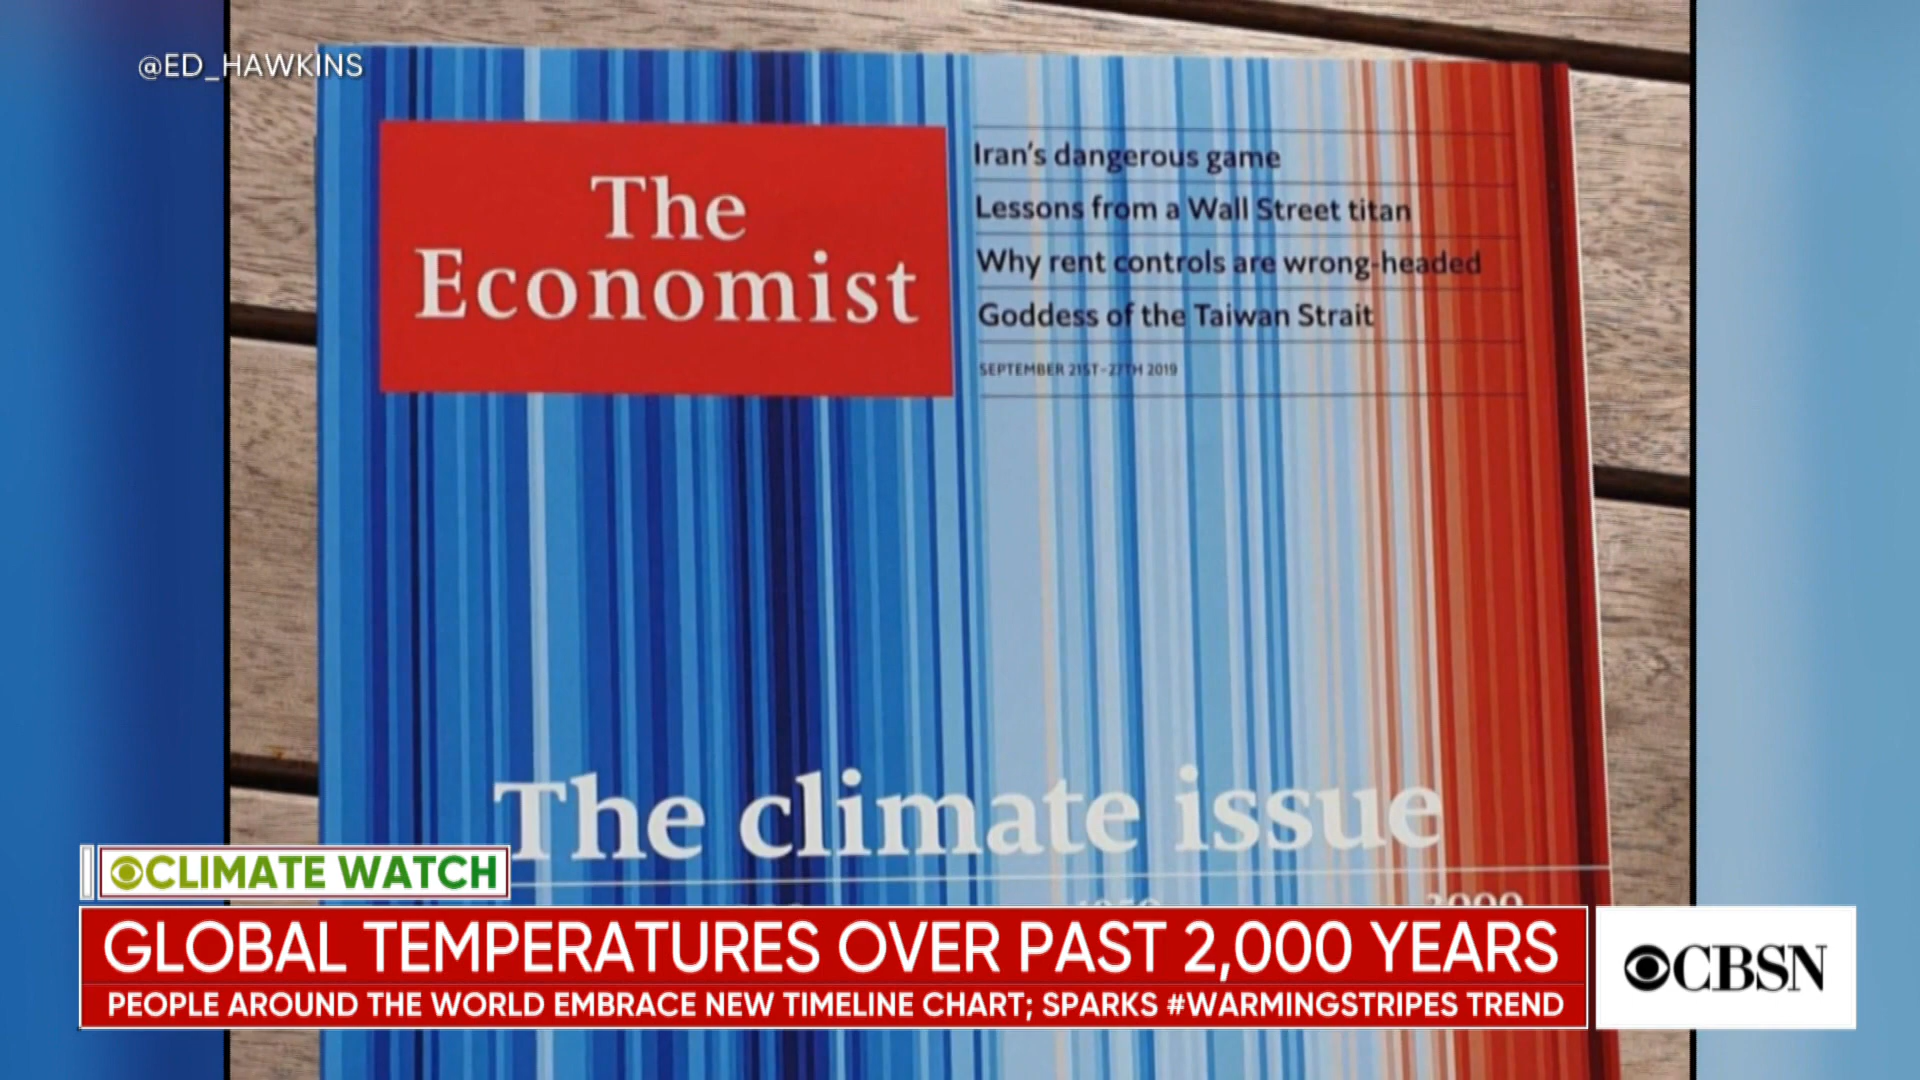 @ED_HAWKINS
The
Economist
Iran's dangerous game
Lessons from a Wall Street titan
Why rent controls are wrong-headed
Goddess of the Taiwan Strait
SEPTEMBER 21ST–27TH 2019
The climate issue
1950
2000
CLIMATE WATCH
GLOBAL TEMPERATURES OVER PAST 2,000 YEARS
PEOPLE AROUND THE WORLD EMBRACE NEW TIMELINE CHART; SPARKS #WARMINGSTRIPES TREND
CBSN